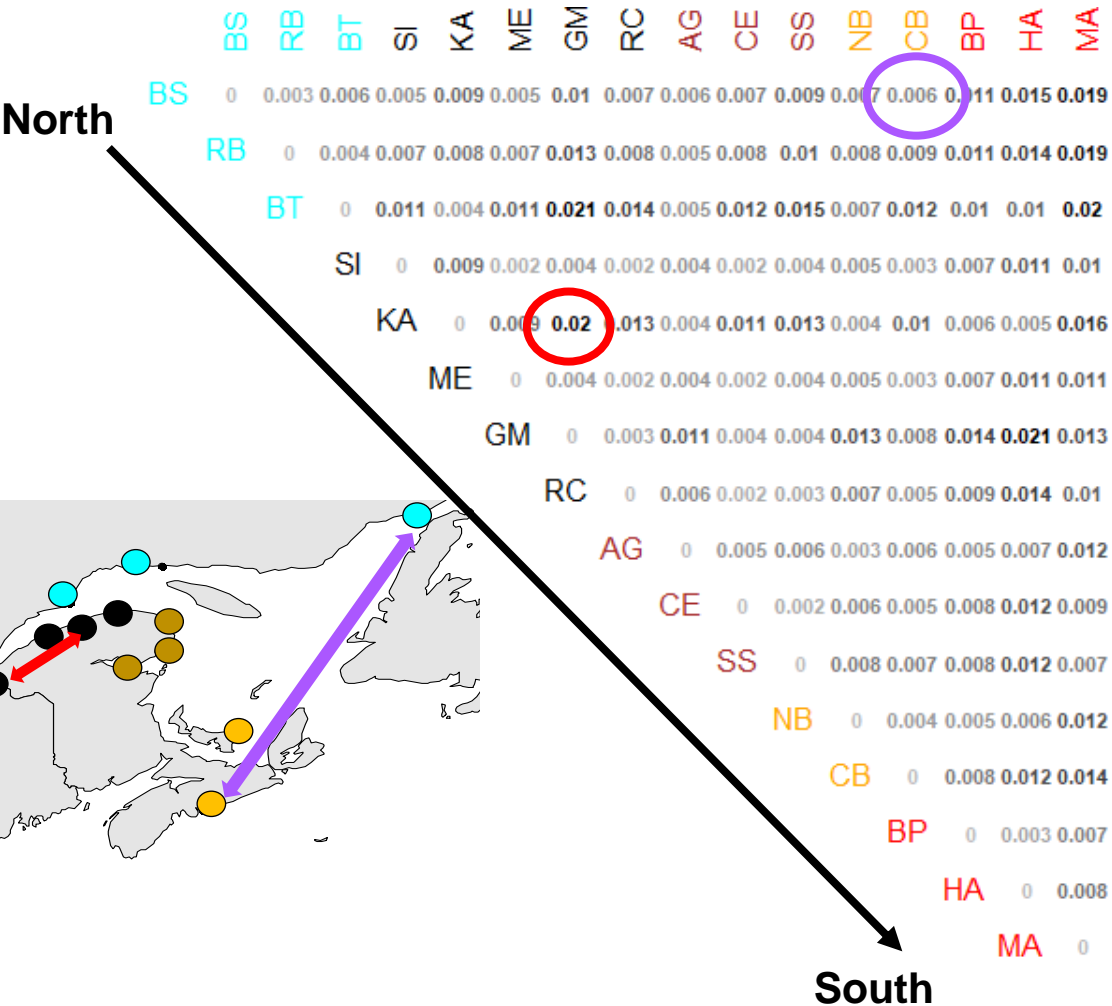 BS RB BT SI KA ME GM RC AG CE SS NB CB BP HA MA
BS 0 0.003 0.006 0.005 0.009 0.005 0.01 0.007 0.006 0.007 0.009 0.007 0.006 0.011 0.015 0.019
North
RB 0 0.004 0.007 0.008 0.007 0.013 0.008 0.005 0.008 0.01 0.008 0.009 0.011 0.014 0.019
BT 0 0.011 0.004 0.011 0.021 0.014 0.005 0.012 0.015 0.007 0.012 0.01 0.01 0.02
SI 0 0.009 0.002 0.004 0.002 0.004 0.002 0.004 0.005 0.003 0.007 0.011 0.01
KA 0 0.009 0.02 0.013 0.004 0.011 0.013 0.004 0.01 0.006 0.005 0.016
ME 0 0.004 0.002 0.004 0.002 0.004 0.005 0.003 0.007 0.011 0.011
GM 0 0.003 0.011 0.004 0.004 0.013 0.008 0.014 0.021 0.013
RC 0 0.006 0.002 0.003 0.007 0.005 0.009 0.014 0.01
AG 0 0.005 0.006 0.003 0.006 0.005 0.007 0.012
CE 0 0.002 0.006 0.005 0.008 0.012 0.009
SS 0 0.008 0.007 0.008 0.012 0.007
NB 0 0.004 0.005 0.006 0.012
CB 0 0.008 0.012 0.014
BP 0 0.003 0.007
HA 0 0.008
MA 0
South